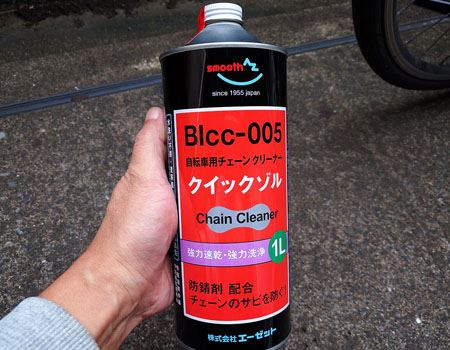 smooth AZ
since 1955 japan
BIcc-005
自転車用チェーンクリーナー
クイックゾル
Chain Cleaner
強力速乾・強力洗浄
1L
防錆剤 配合
チェーンのサビを防ぐ!
株式会社エーゼット